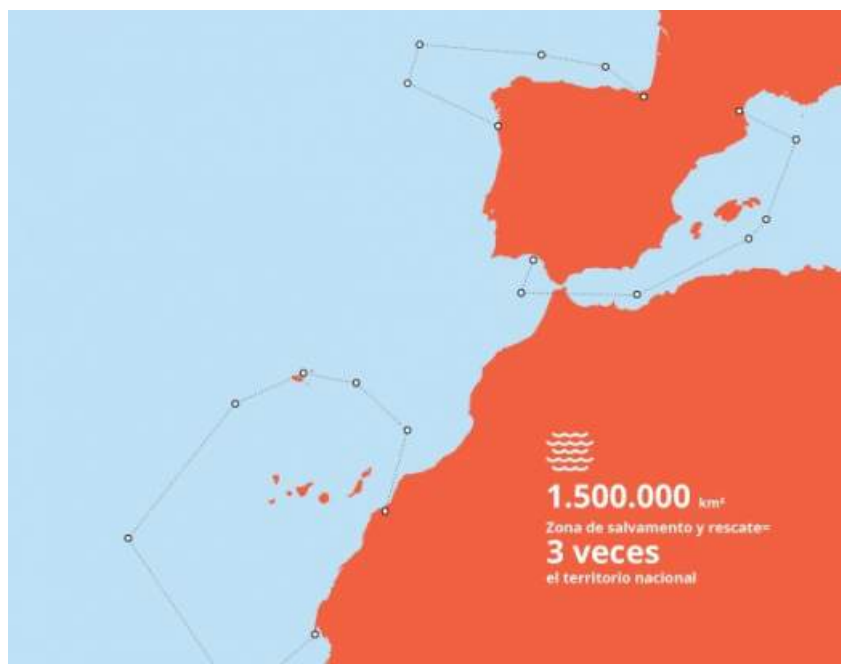 1.500.000 km²
Zona de salvamento y rescate=
3 veces
el territorio nacional